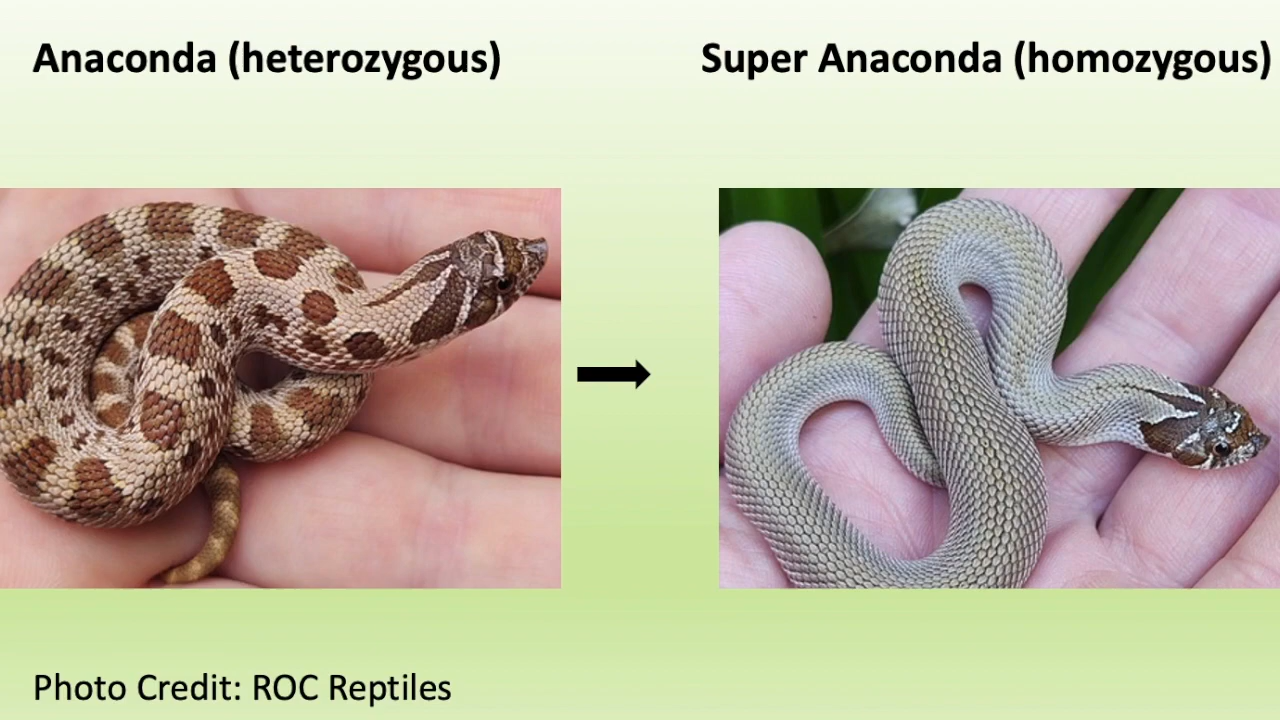 Anaconda (heterozygous)
Super Anaconda (homozygous)
Photo Credit: ROC Reptiles